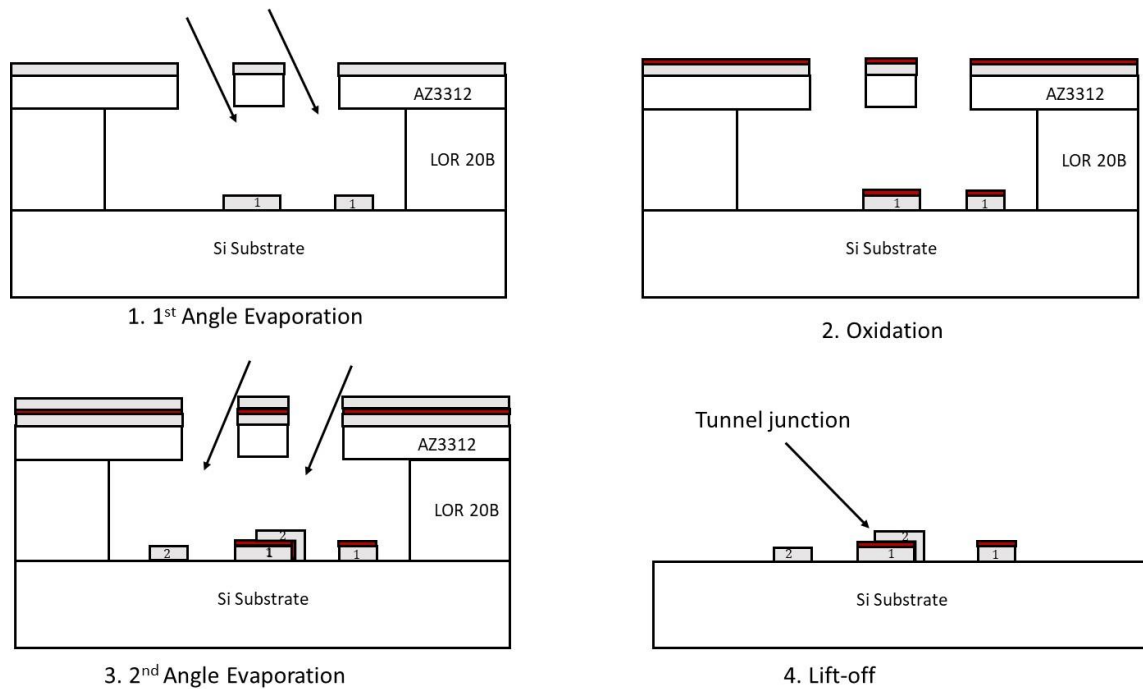 AZ3312
LOR 20B
1 1
Si Substrate
1. 1st Angle Evaporation
AZ3312
LOR 20B
1 1
Si Substrate
2. Oxidation
AZ3312
LOR 20B
2
2 1 1
Si Substrate
3. 2nd Angle Evaporation
Tunnel junction
2
2 1 1
Si Substrate
4. Lift-off